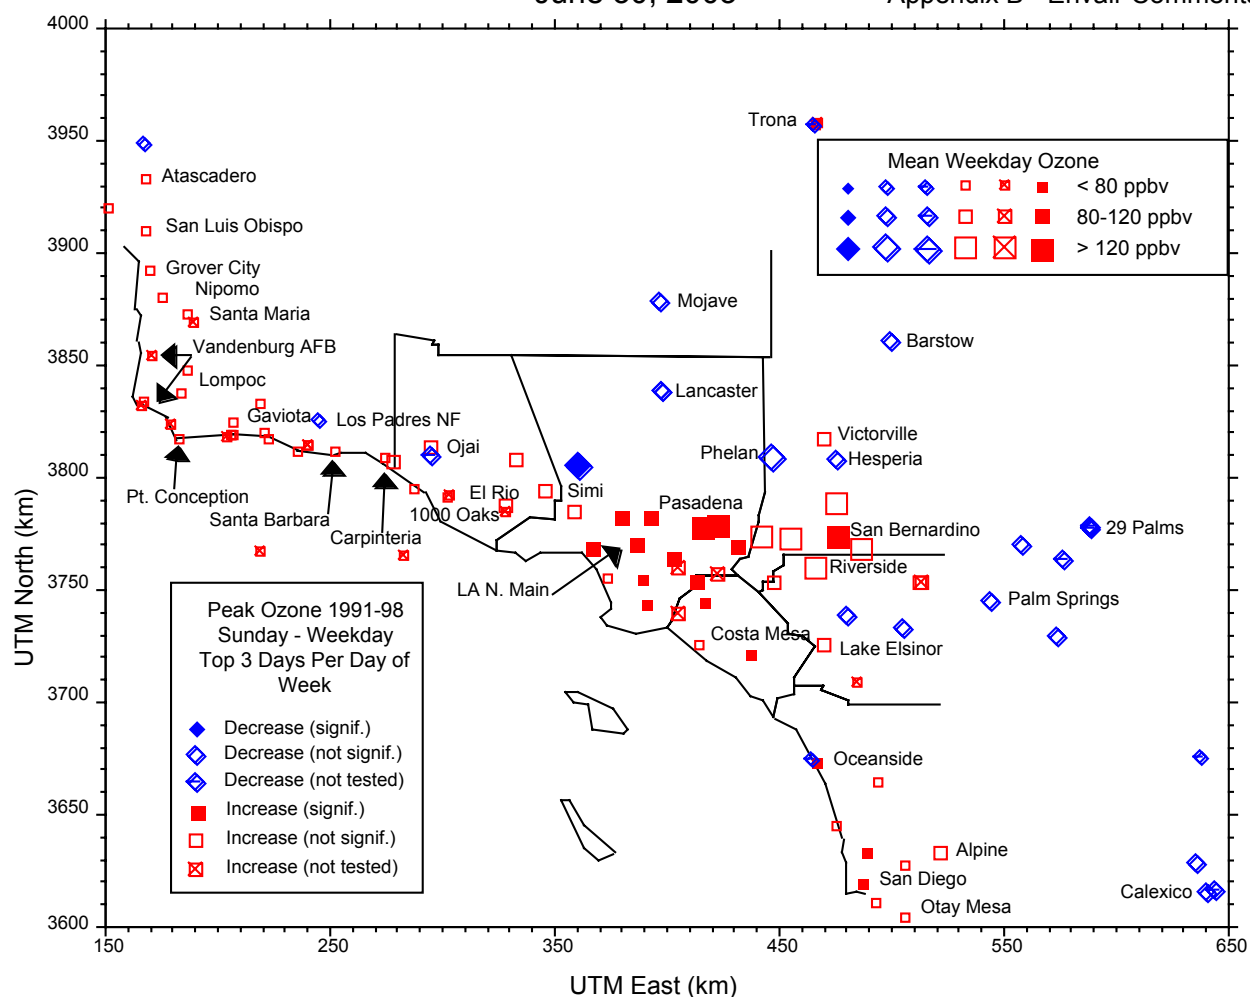 Appendix B - Envair Comments
4000
3950
3900
3850
3800
3750
3700
3650
3600
UTM North (km)
150
250
350
450
550
650
UTM East (km)
Trona
Mean Weekday Ozone
< 80 ppbv
80-120 ppbv
> 120 ppbv
Atascadero
San Luis Obispo
Grover City
Nipomo
Santa Maria
Vandenburg AFB
Lompoc
Gaviota
Los Padres NF
Ojai
Pt. Conception
Santa Barbara
Carpinteria
El Rio
1000 Oaks
Simi
Mojave
Barstow
Lancaster
Phelan
Victorville
Hesperia
Pasadena
San Bernardino
29 Palms
LA N. Main
Riverside
Palm Springs
Costa Mesa
Lake Elsinor
Oceanside
Alpine
San Diego
Otay Mesa
Calexico
Peak Ozone 1991-98
Sunday - Weekday
Top 3 Days Per Day of
Week
Decrease (signif.)
Decrease (not signif.)
Decrease (not tested)
Increase (signif.)
Increase (not signif.)
Increase (not tested)